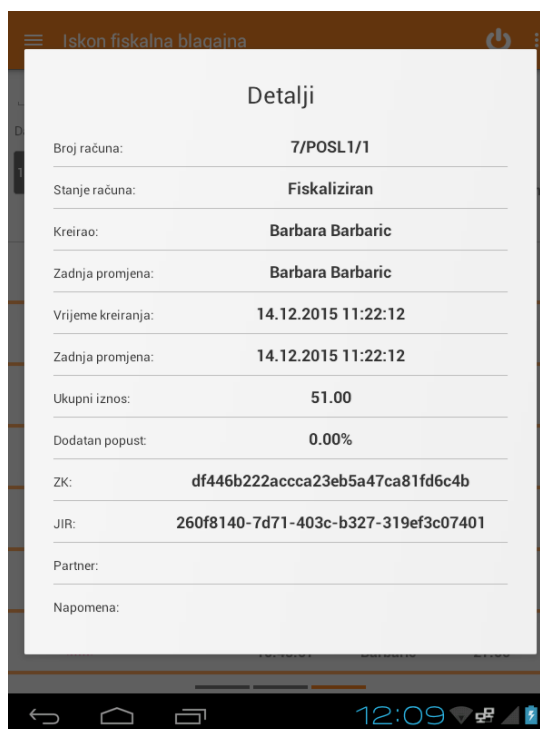 Iskon fiskalna blagajna
Detalji
Broj računa: 7/POSL1/1
Stanje računa: Fiskaliziran
Kreirao: Barbara Barbaric
Zadnja promjena: Barbara Barbaric
Vrijeme kreiranja: 14.12.2015 11:22:12
Zadnja promjena: 14.12.2015 11:22:12
Ukupni iznos: 51.00
Dodatan popust: 0.00%
ZK: df446b222accca23eb5a47ca81fd6c4b
JIR: 260f8140-7d71-403c-b327-319ef3c07401
Partner:
Napomena:
12:09